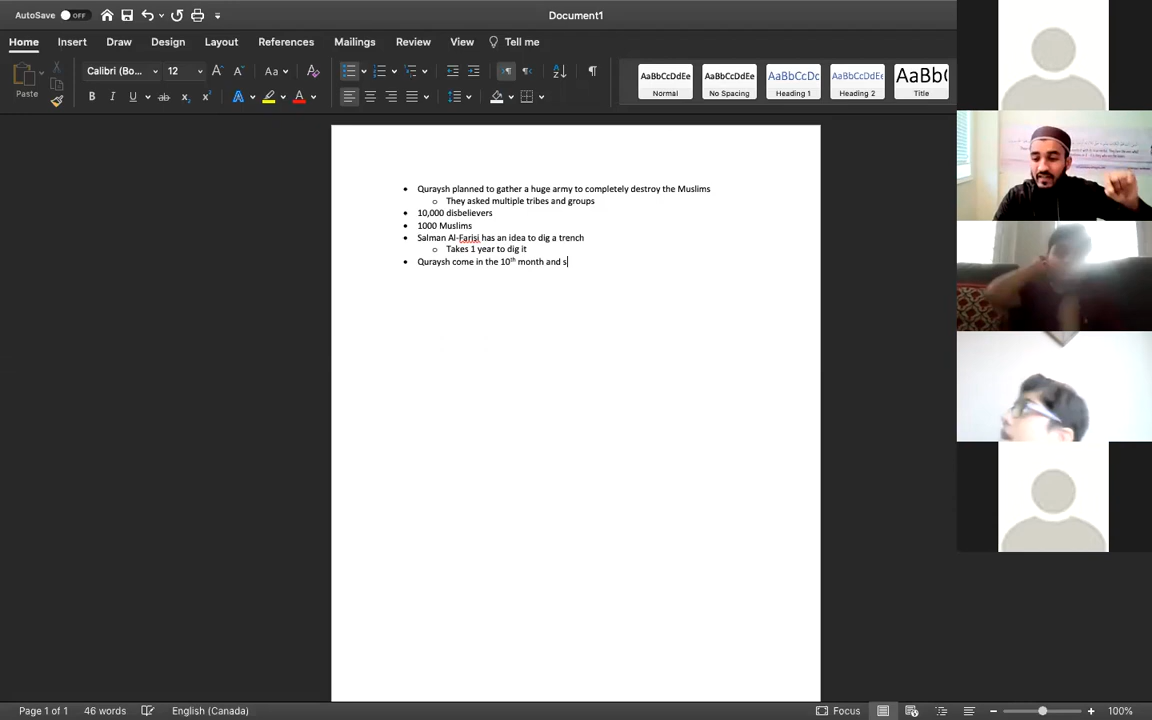 AutoSave OFF
Document1
Home Insert Draw Design Layout References Mailings Review View Tell me
Paste
Calibri (Bo... 12
AaBbCcDdEe Normal
AaBbCcDdEe No Spacing
AaBbCcDc Heading 1
AaBbCcDdEe Heading 2
AaBb( Title
• Quraysh planned to gather a huge army to completely destroy the Muslims
o They asked multiple tribes and groups
• 10,000 disbelievers
• 1000 Muslims
• Salman Al-Farisi has an idea to dig a trench
o Takes 1 year to dig it
• Quraysh come in the 10th month and s
Page 1 of 1 46 words English (Canada) Focus 100%